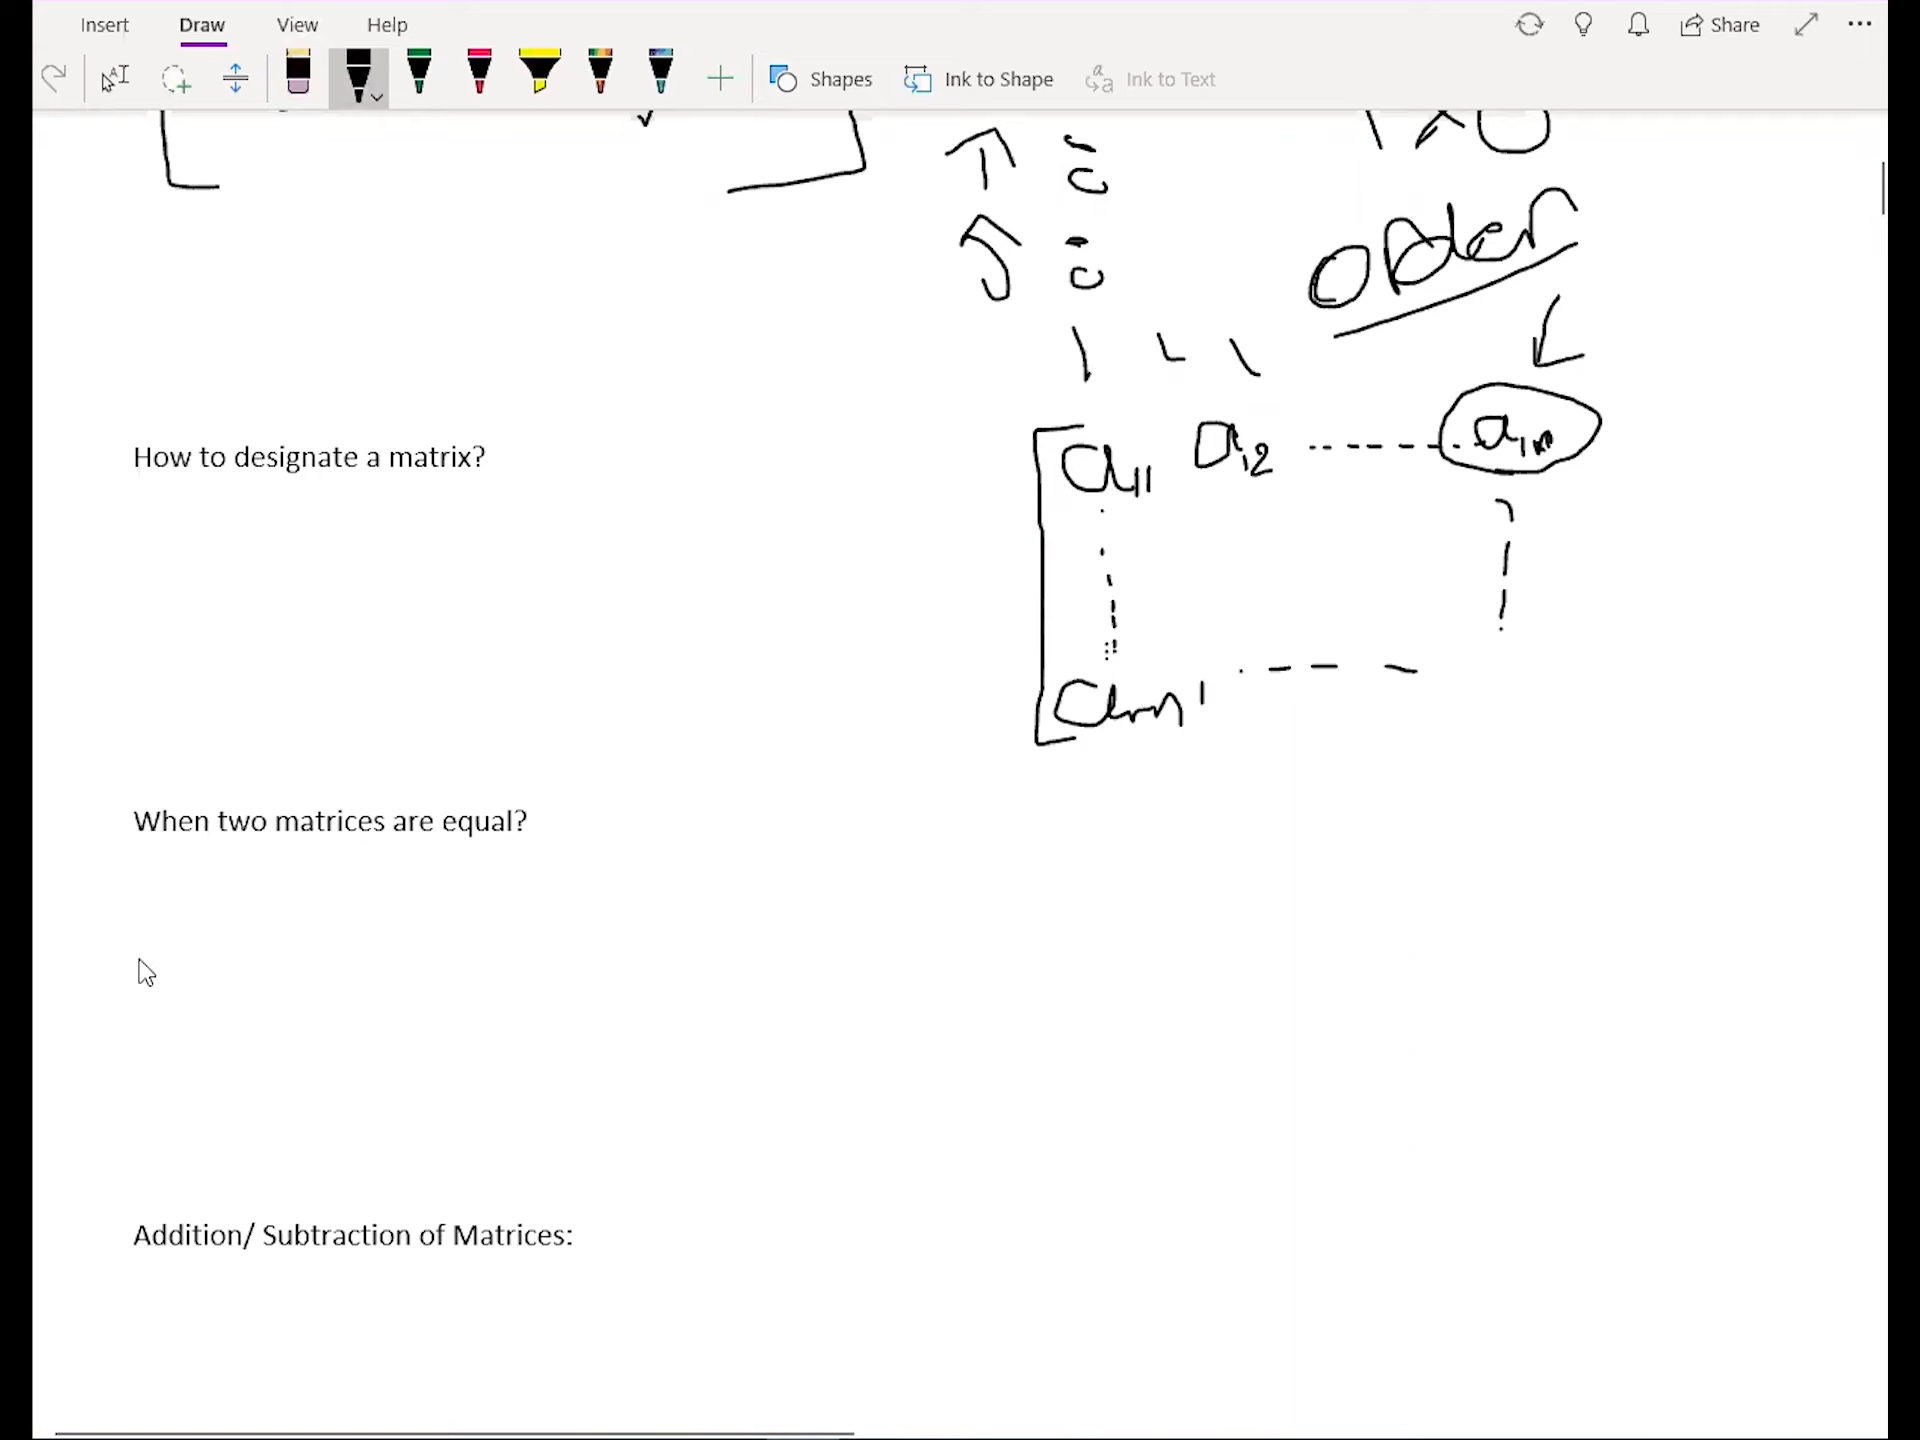 Insert Draw View Help Share
Shapes Ink to Shape Ink to Text
order
a11 a12 ------ a1n
How to designate a matrix?
am1 - - -
When two matrices are equal?
Addition/ Subtraction of Matrices: